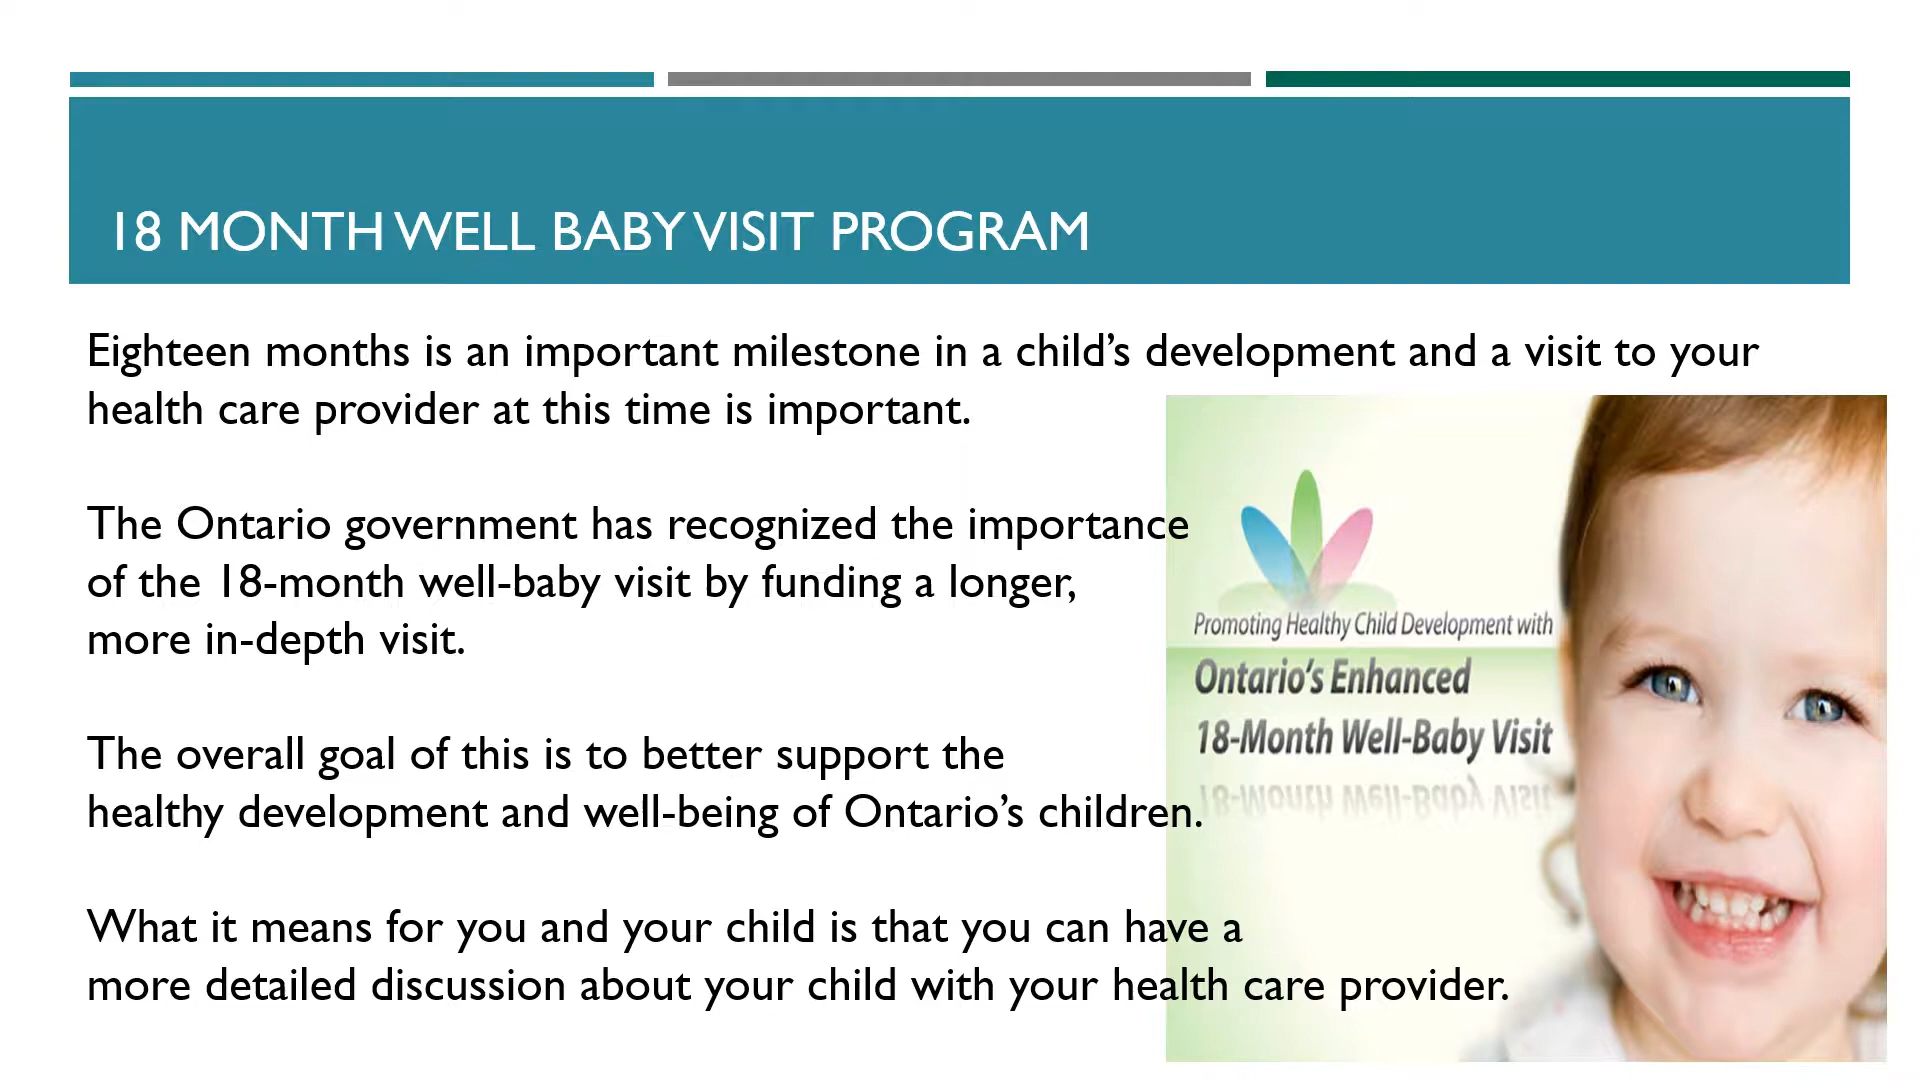 18 MONTH WELL BABY VISIT PROGRAM
Eighteen months is an important milestone in a child’s development and a visit to your
health care provider at this time is important.
The Ontario government has recognized the importance
of the 18-month well-baby visit by funding a longer,
more in-depth visit.
The overall goal of this is to better support the
healthy development and well-being of Ontario’s children.
What it means for you and your child is that you can have a
more detailed discussion about your child with your health care provider.
Promoting Healthy Child Development with
Ontario’s Enhanced
18-Month Well-Baby Visit